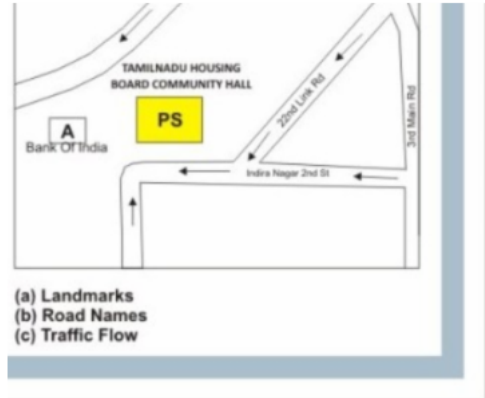 TAMILNADU HOUSING
BOARD COMMUNITY HALL
PS
A
Bank Of India
22nd Link Rd
3rd Main Rd
Indira Nagar 2nd St
(a) Landmarks
(b) Road Names
(c) Traffic Flow